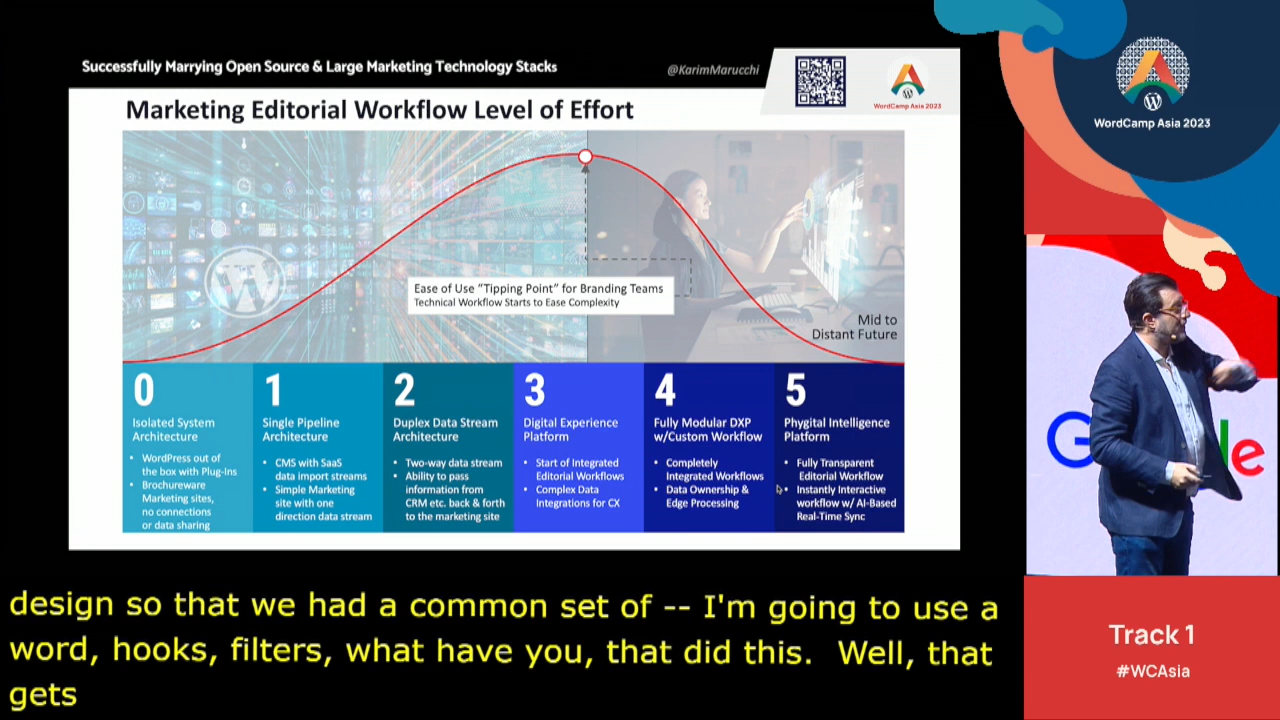 Successfully Marrying Open Source & Large Marketing Technology Stacks
@KarimMarucchi
WordCamp Asia 2023
WordCamp Asia 2023
Marketing Editorial Workflow Level of Effort
Ease of Use “Tipping Point” for Branding Teams
Technical Workflow Starts to Ease Complexity
Mid to
Distant Future
0
Isolated System
Architecture
• WordPress out of
the box with Plug-Ins
• Brochureware
Marketing sites,
no connections
or data sharing
1
Single Pipeline
Architecture
• CMS with SaaS
data import streams
• Simple Marketing
site with one
direction data stream
2
Duplex Data Stream
Architecture
• Two-way data stream
• Ability to pass
information from
CRM etc. back & forth
to the marketing site
3
Digital Experience
Platform
• Start of Integrated
Editorial Workflows
• Complex Data
Integrations for CX
4
Fully Modular DXP
w/Custom Workflow
• Completely
Integrated Workflows
• Data Ownership &
Edge Processing
5
Phygital Intelligence
Platform
• Fully Transparent
Editorial Workflow
• Instantly Interactive
workflow w/ AI-Based
Real-Time Sync
G le
design so that we had a common set of -- I'm going to use a
word, hooks, filters, what have you, that did this. Well, that
gets
Track 1
#WCAsia